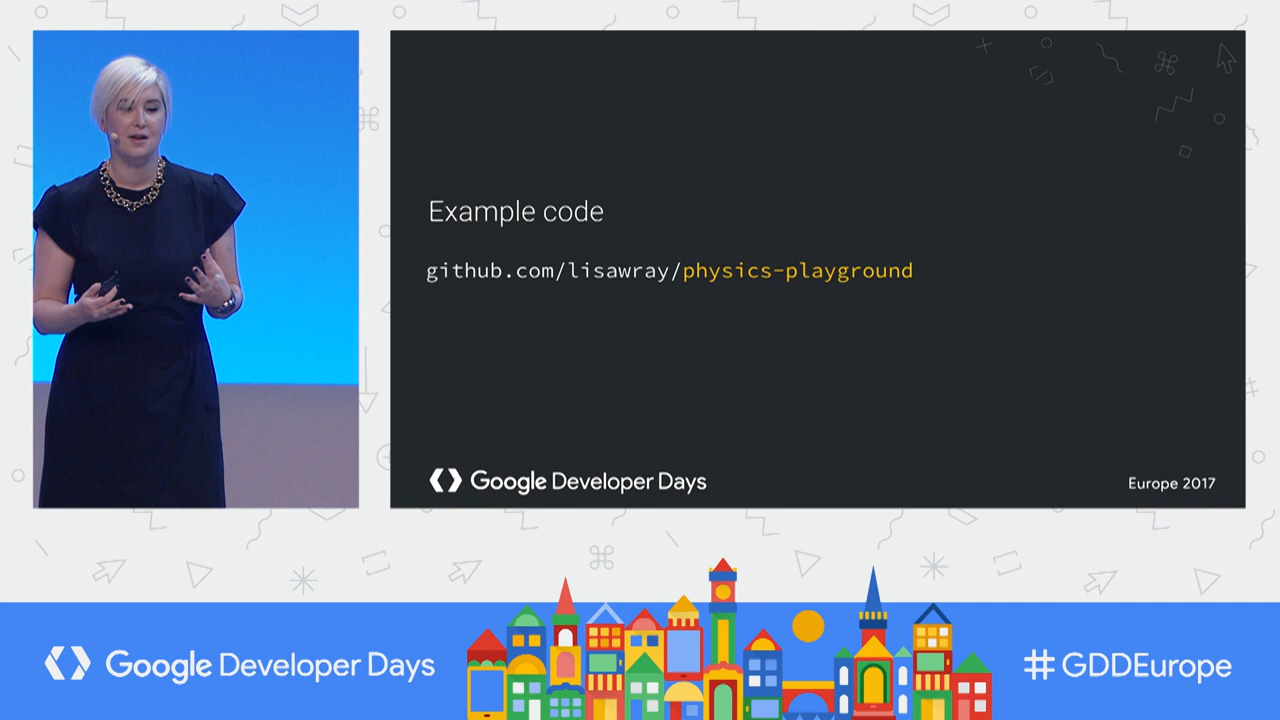 Example code
github.com/lisawray/physics-playground
Google Developer Days
Europe 2017
Google Developer Days
#GDDEurope